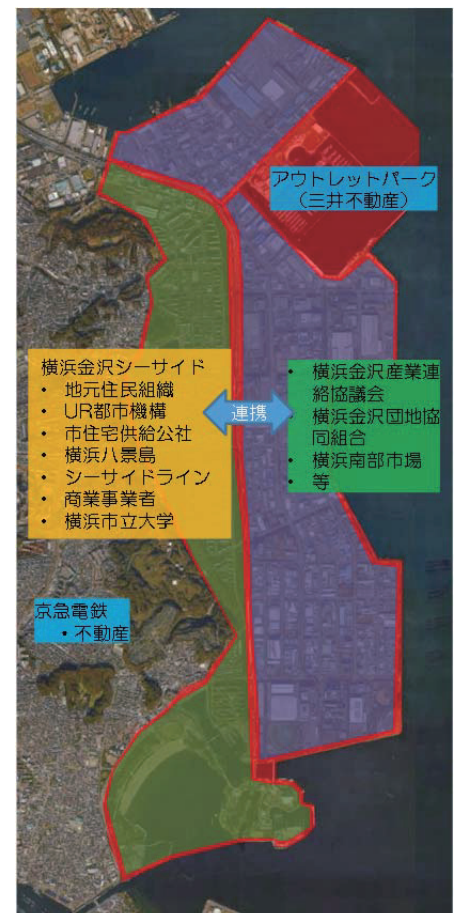 アウトレットパーク
（三井不動産）
横浜金沢シーサイド
• 地元住民組織
• UR都市機構
• 市住宅供給公社
• 横浜八景島
• シーサイドライン
• 商業事業者
• 横浜市立大学
連携
• 横浜金沢産業連
絡協議会
• 横浜金沢団地協
同組合
• 横浜南部市場
• 等
京急電鉄
・不動産